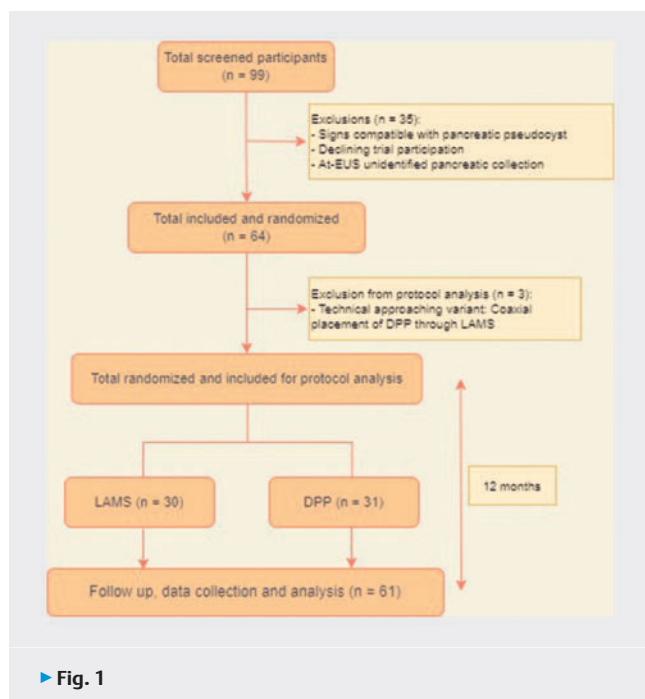 Total screened participants
(n = 99)
Exclusions (n = 35):
- Signs compatible with pancreatic pseudocyst
- Declining trial participation
- At-EUS unidentified pancreatic collection
Total included and randomized
(n = 64)
Exclusion from protocol analysis (n = 3):
- Technical approaching variant: Coaxial
placement of DPP through LAMS
Total randomized and included for protocol analysis
LAMS (n = 30)
DPP (n = 31)
12 months
Follow up, data collection and analysis (n = 61)
▶ Fig. 1